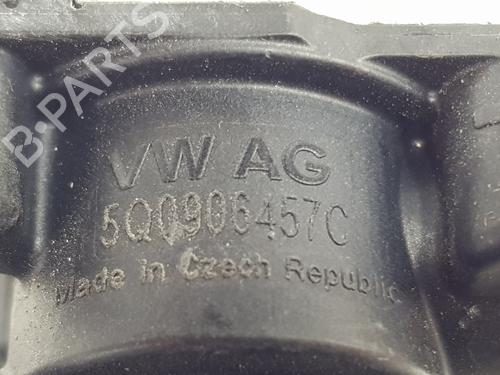 B-PARTS
VW AG
5Q0906457C
Made in Czech Republic